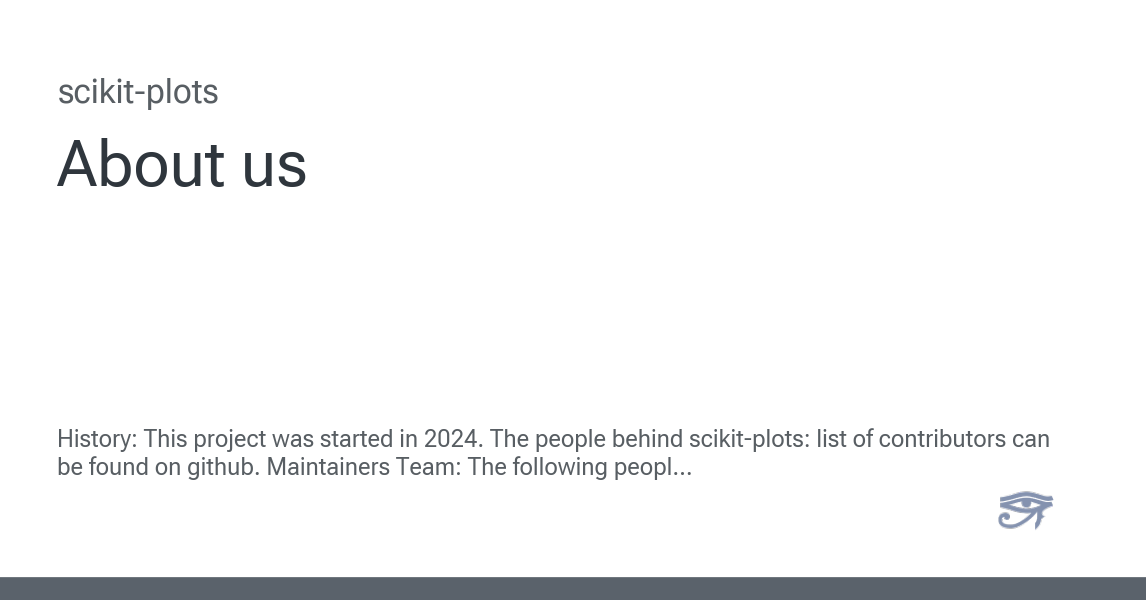 scikit-plots
About us
History: This project was started in 2024. The people behind scikit-plots: list of contributors can
be found on github. Maintainers Team: The following peopl...